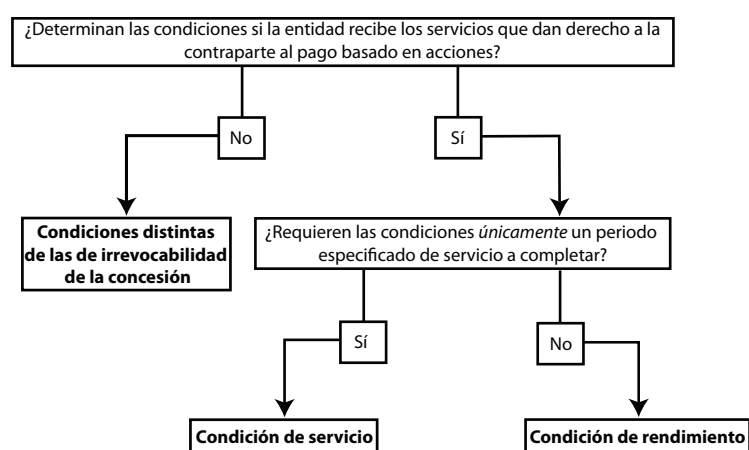 ¿Determinan las condiciones si la entidad recibe los servicios que dan derecho a la
contraparte al pago basado en acciones?
No
Sí
Condiciones distintas
de las de irrevocabilidad
de la concesión
¿Requieren las condiciones únicamente un periodo
especificado de servicio a completar?
Sí
No
Condición de servicio
Condición de rendimiento